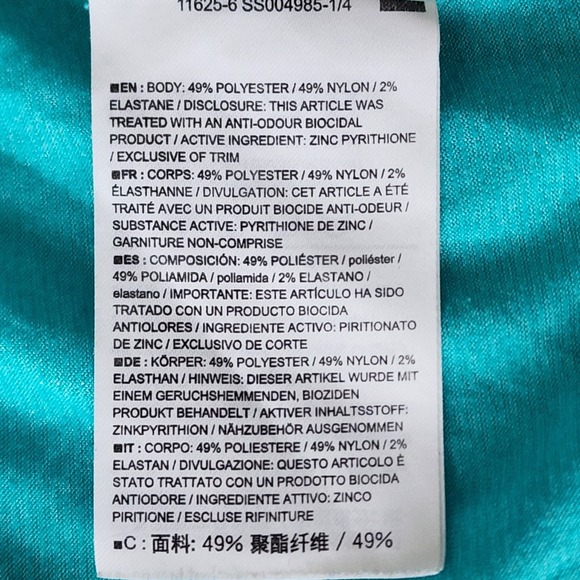 11625-6 SS004985-1/4
EN : BODY: 49% POLYESTER / 49% NYLON / 2%
ELASTANE / DISCLOSURE: THIS ARTICLE WAS
TREATED WITH AN ANTI-ODOUR BIOCIDAL
PRODUCT / ACTIVE INGREDIENT: ZINC PYRITHIONE
/ EXCLUSIVE OF TRIM
FR : CORPS: 49% POLYESTER / 49% NYLON / 2%
ÉLASTHANNE / DIVULGATION: CET ARTICLE A ÉTÉ
TRAITÉ AVEC UN PRODUIT BIOCIDE ANTI-ODEUR /
SUBSTANCE ACTIVE: PYRITHIONE DE ZINC /
GARNITURE NON-COMPRISE
ES : COMPOSICIÓN: 49% POLIÉSTER / poliéster /
49% POLIAMIDA / poliamida / 2% ELASTANO /
elastano / IMPORTANTE: ESTE ARTÍCULO HA SIDO
TRATADO CON UN PRODUCTO BIOCIDA
ANTIOLORES / INGREDIENTE ACTIVO: PIRITIONATO
DE ZINC / EXCLUSIVO DE CORTE
DE : KÖRPER: 49% POLYESTER / 49% NYLON / 2%
ELASTHAN / HINWEIS: DIESER ARTIKEL WURDE MIT
EINEM GERUCHSHEMMENDEN, BIOZIDEN
PRODUKT BEHANDELT / AKTIVER INHALTSSTOFF:
ZINKPYRITHION / NÄHZUBEHÖR AUSGENOMMEN
IT : CORPO: 49% POLIESTERE / 49% NYLON / 2%
ELASTAN / DIVULGAZIONE: QUESTO ARTICOLO É
STATO TRATTATO CON UN PRODOTTO BIOCIDA
ANTIODORE / INGREDIENTE ATTIVO: ZINCO
PIRITIONE / ESCLUSE RIFINITURE
C : 面料: 49% 聚酯纤维 / 49%